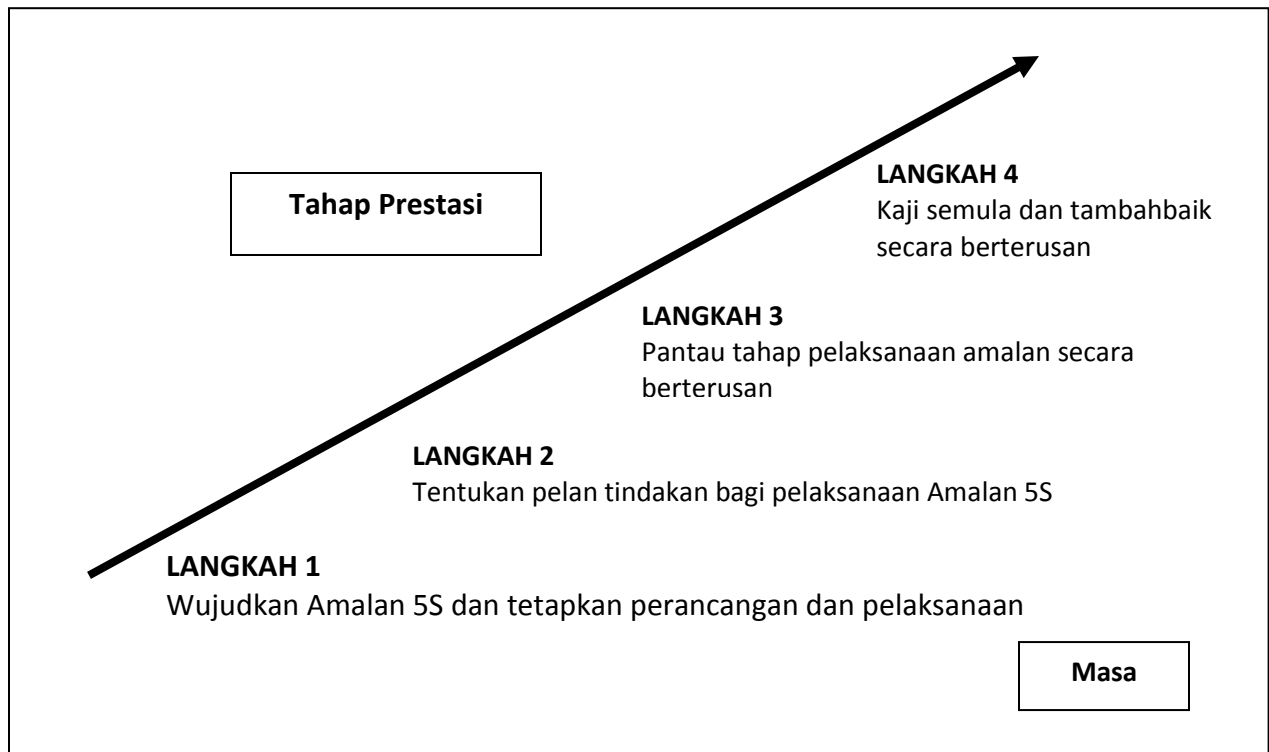 Tahap Prestasi
LANGKAH 4
Kaji semula dan tambahbaik
secara berterusan
LANGKAH 3
Pantau tahap pelaksanaan amalan secara
berterusan
LANGKAH 2
Tentukan pelan tindakan bagi pelaksanaan Amalan 5S
LANGKAH 1
Wujudkan Amalan 5S dan tetapkan perancangan dan pelaksanaan
Masa